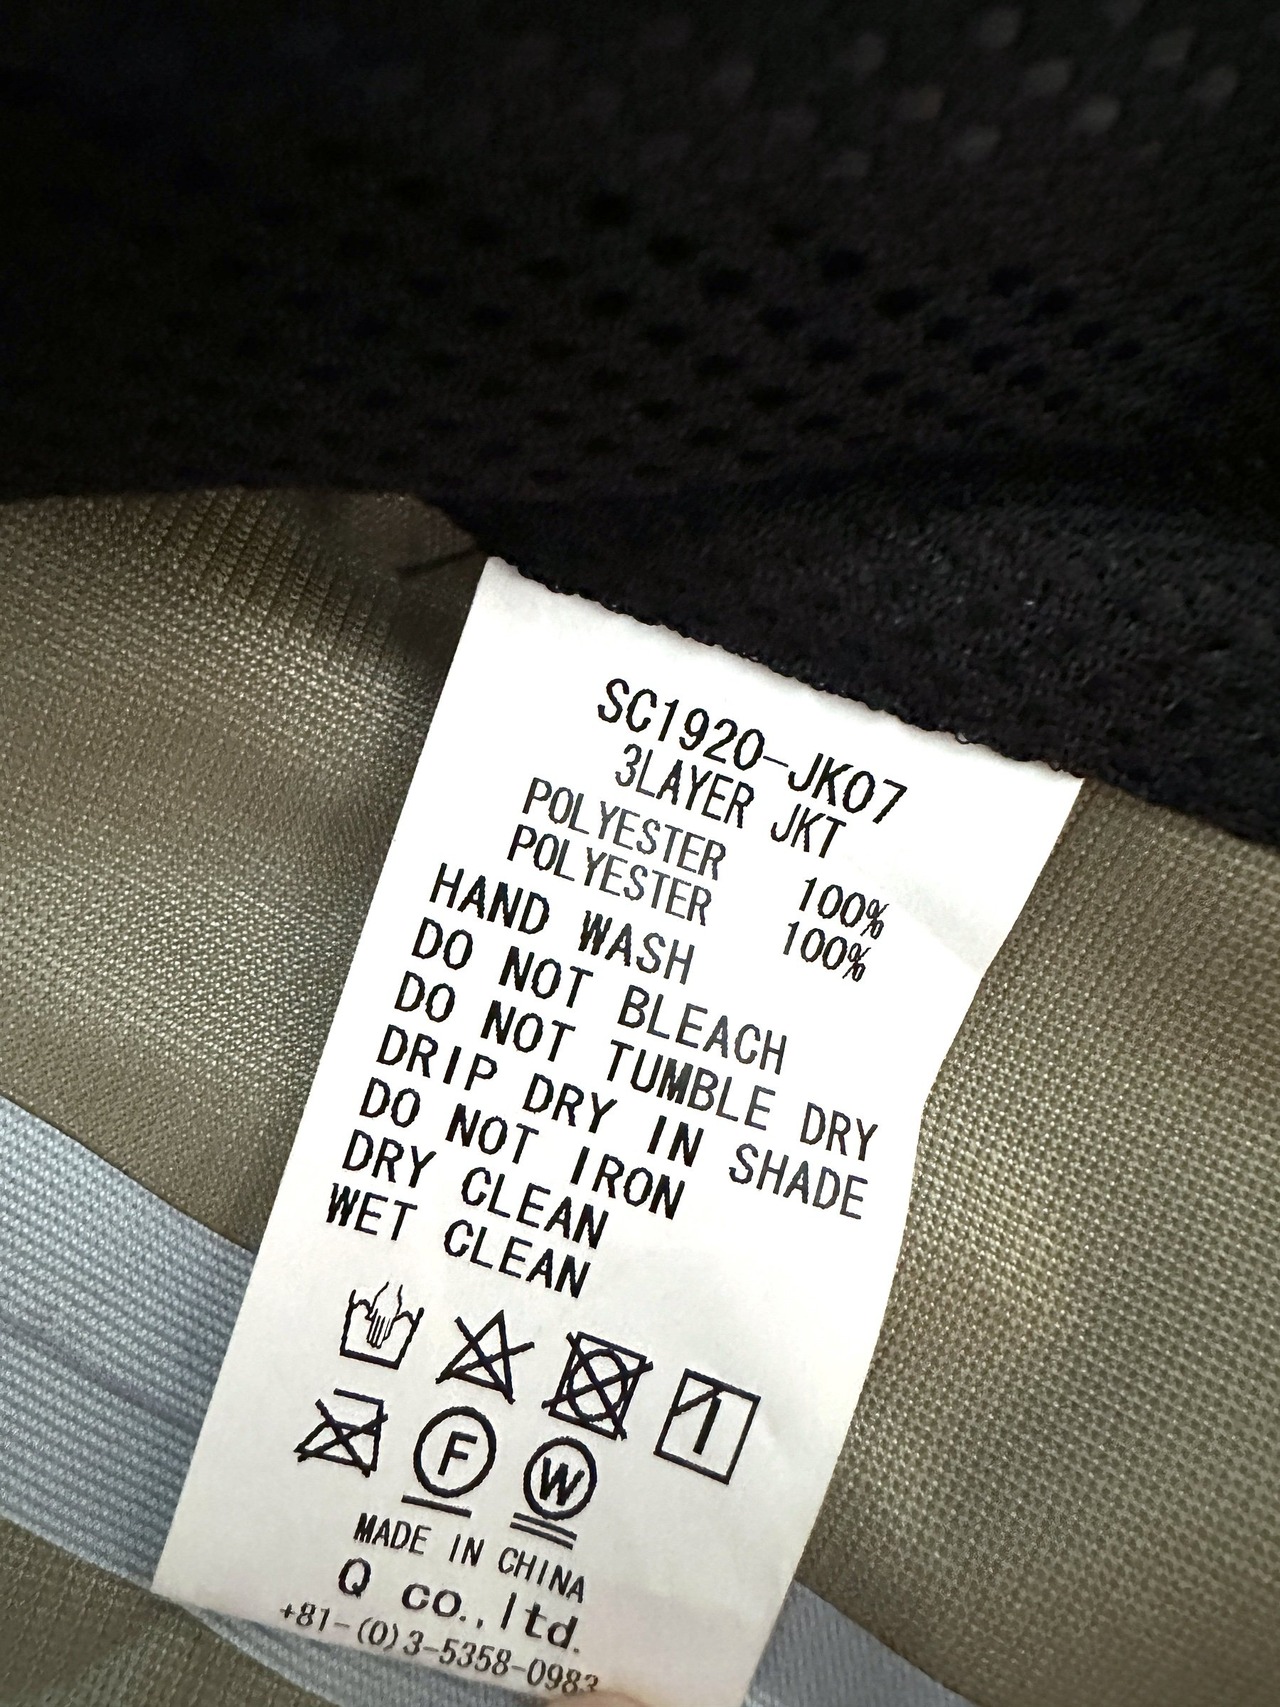 SC1920-JK07
3LAYER JKT
POLYESTER 100%
POLYESTER 100%
HAND WASH
DO NOT BLEACH
DO NOT TUMBLE DRY
DRIP DRY IN SHADE
DO NOT IRON
DRY CLEAN
WET CLEAN
F W
MADE IN CHINA
Q co.,ltd.
+81-(0)3-5358-0983